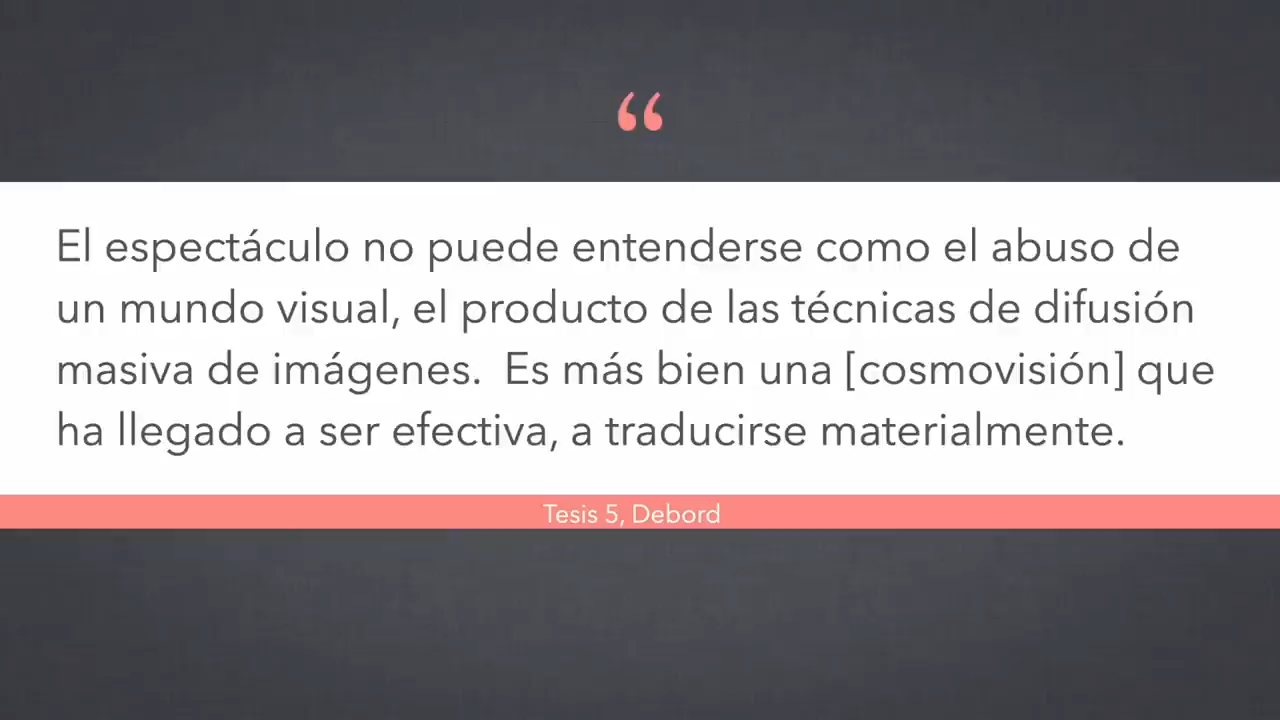 “
El espectáculo no puede entenderse como el abuso de
un mundo visual, el producto de las técnicas de difusión
masiva de imágenes.  Es más bien una [cosmovisión] que
ha llegado a ser efectiva, a traducirse materialmente.
Tesis 5, Debord